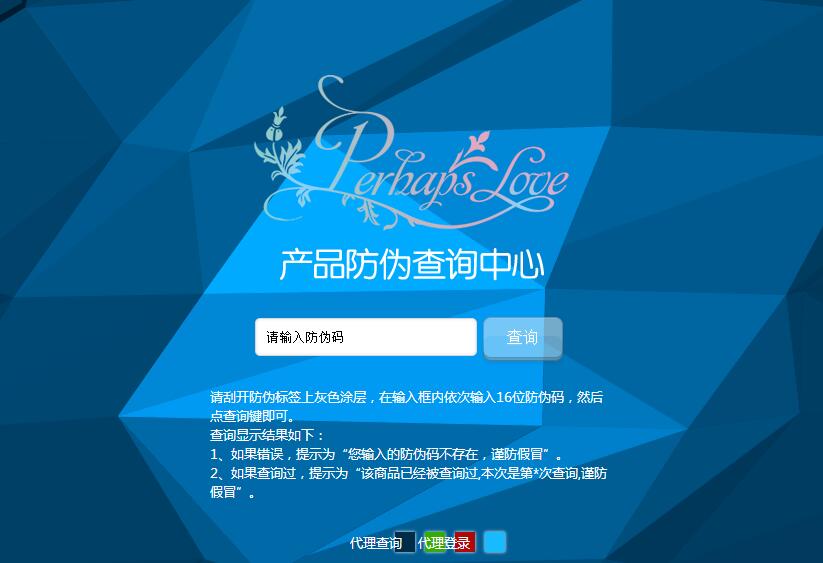 Perhaps Love
产品防伪查询中心
请输入防伪码 查询
请刮开防伪标签上灰色涂层，在输入框内依次输入16位防伪码，然后
点查询键即可。
查询显示结果如下：
1、如果错误，提示为“您输入的防伪码不存在，谨防假冒”。
2、如果查询过，提示为“该商品已经被查询过,本次是第*次查询,谨防
假冒”。
代理查询 代理登录